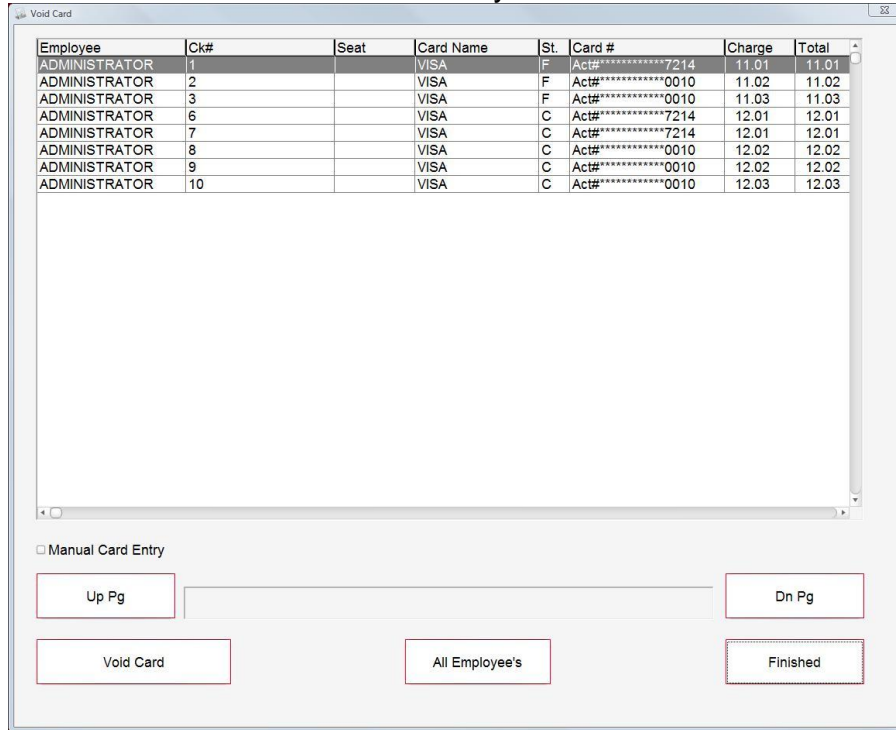 Void Card
Employee Ck# Seat Card Name St. Card # Charge Total
ADMINISTRATOR 1 VISA F Act#************7214 11.01 11.01
ADMINISTRATOR 2 VISA F Act#************0010 11.02 11.02
ADMINISTRATOR 3 VISA F Act#************0010 11.03 11.03
ADMINISTRATOR 6 VISA C Act#************7214 12.01 12.01
ADMINISTRATOR 7 VISA C Act#************7214 12.01 12.01
ADMINISTRATOR 8 VISA C Act#************0010 12.02 12.02
ADMINISTRATOR 9 VISA C Act#************0010 12.02 12.02
ADMINISTRATOR 10 VISA C Act#************0010 12.03 12.03
Manual Card Entry
Up Pg Dn Pg
Void Card All Employee's Finished